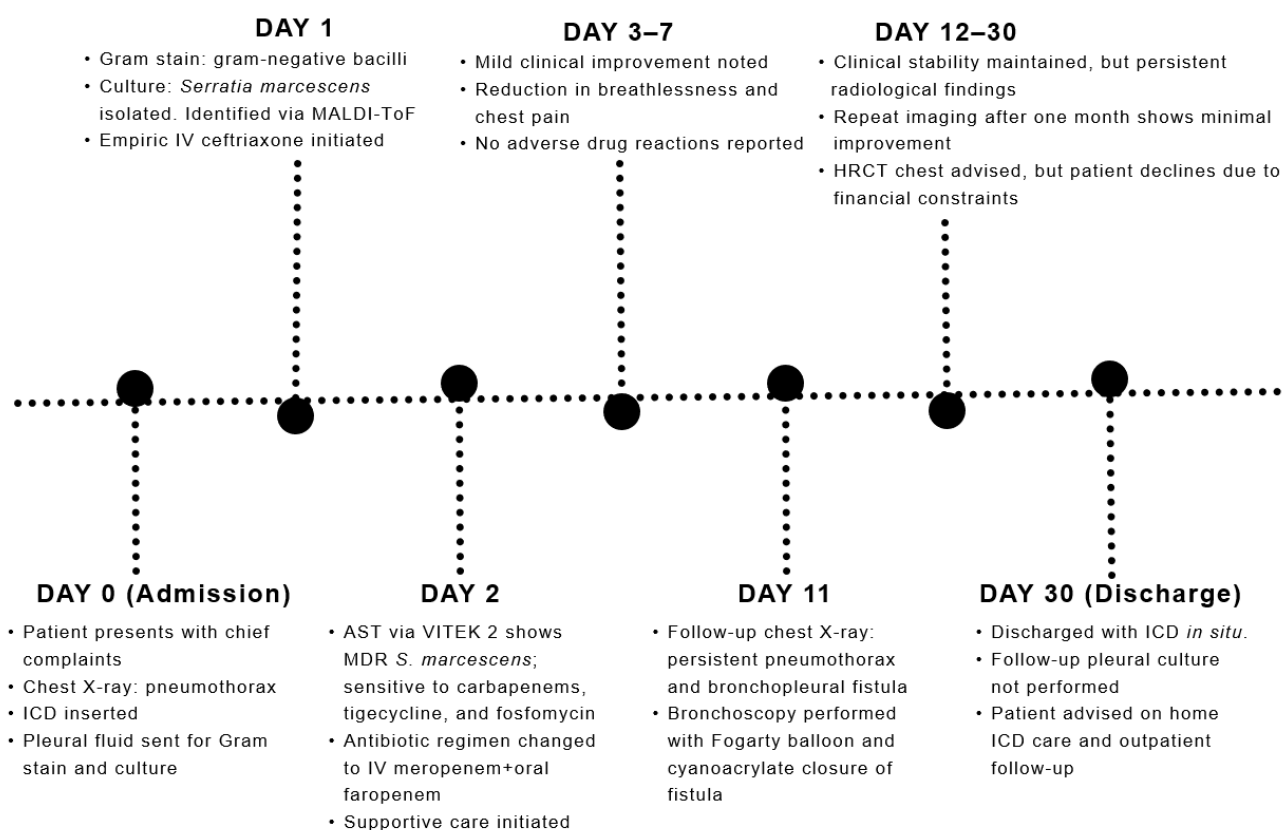 DAY 1
• Gram stain: gram-negative bacilli
• Culture: Serratia marcescens
isolated. Identified via MALDI-ToF
• Empiric IV ceftriaxone initiated
DAY 3–7
• Mild clinical improvement noted
• Reduction in breathlessness and
chest pain
• No adverse drug reactions reported
DAY 12–30
• Clinical stability maintained, but persistent
radiological findings
• Repeat imaging after one month shows minimal
improvement
• HRCT chest advised, but patient declines due to
financial constraints
DAY 0 (Admission)
• Patient presents with chief
complaints
• Chest X-ray: pneumothorax
• ICD inserted
• Pleural fluid sent for Gram
stain and culture
DAY 2
• AST via VITEK 2 shows
MDR S. marcescens;
sensitive to carbapenems,
tigecycline, and fosfomycin
• Antibiotic regimen changed
to IV meropenem+oral
faropenem
• Supportive care initiated
DAY 11
• Follow-up chest X-ray:
persistent pneumothorax
and bronchopleural fistula
• Bronchoscopy performed
with Fogarty balloon and
cyanoacrylate closure of
fistula
DAY 30 (Discharge)
• Discharged with ICD in situ.
• Follow-up pleural culture
not performed
• Patient advised on home
ICD care and outpatient
follow-up